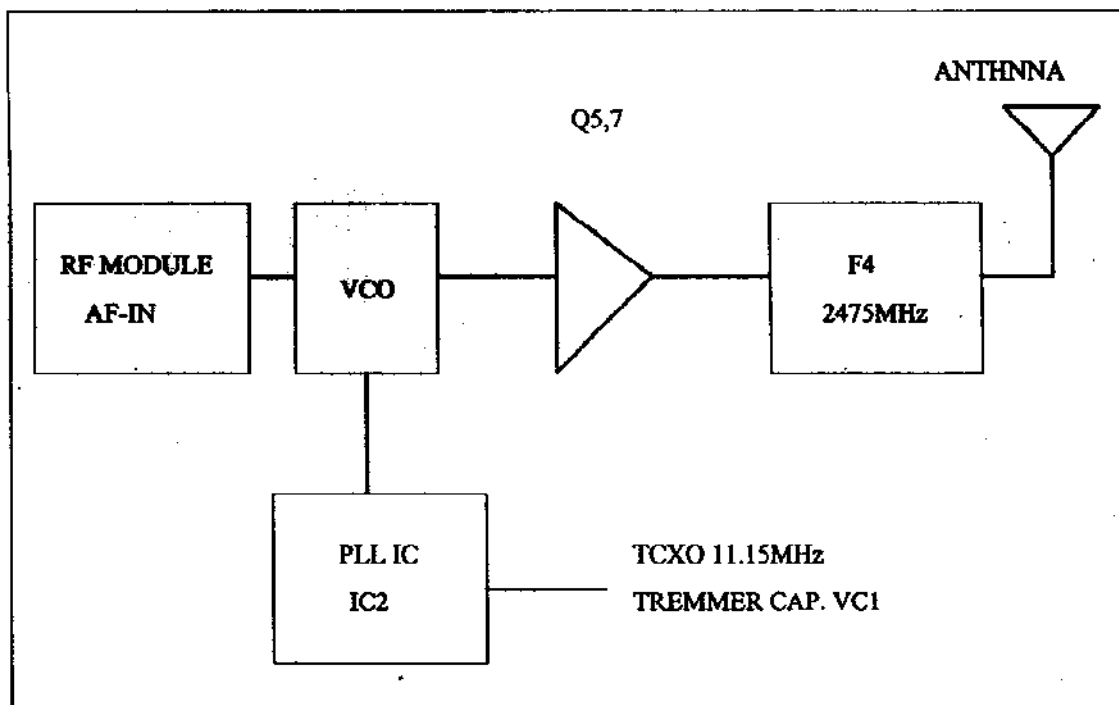 ANTHNNA
Q5,7
RF MODULE
AF-IN
VCO
F4
2475MHz
PLL IC
IC2
TCXO 11.15MHz
TREMMER CAP. VC1